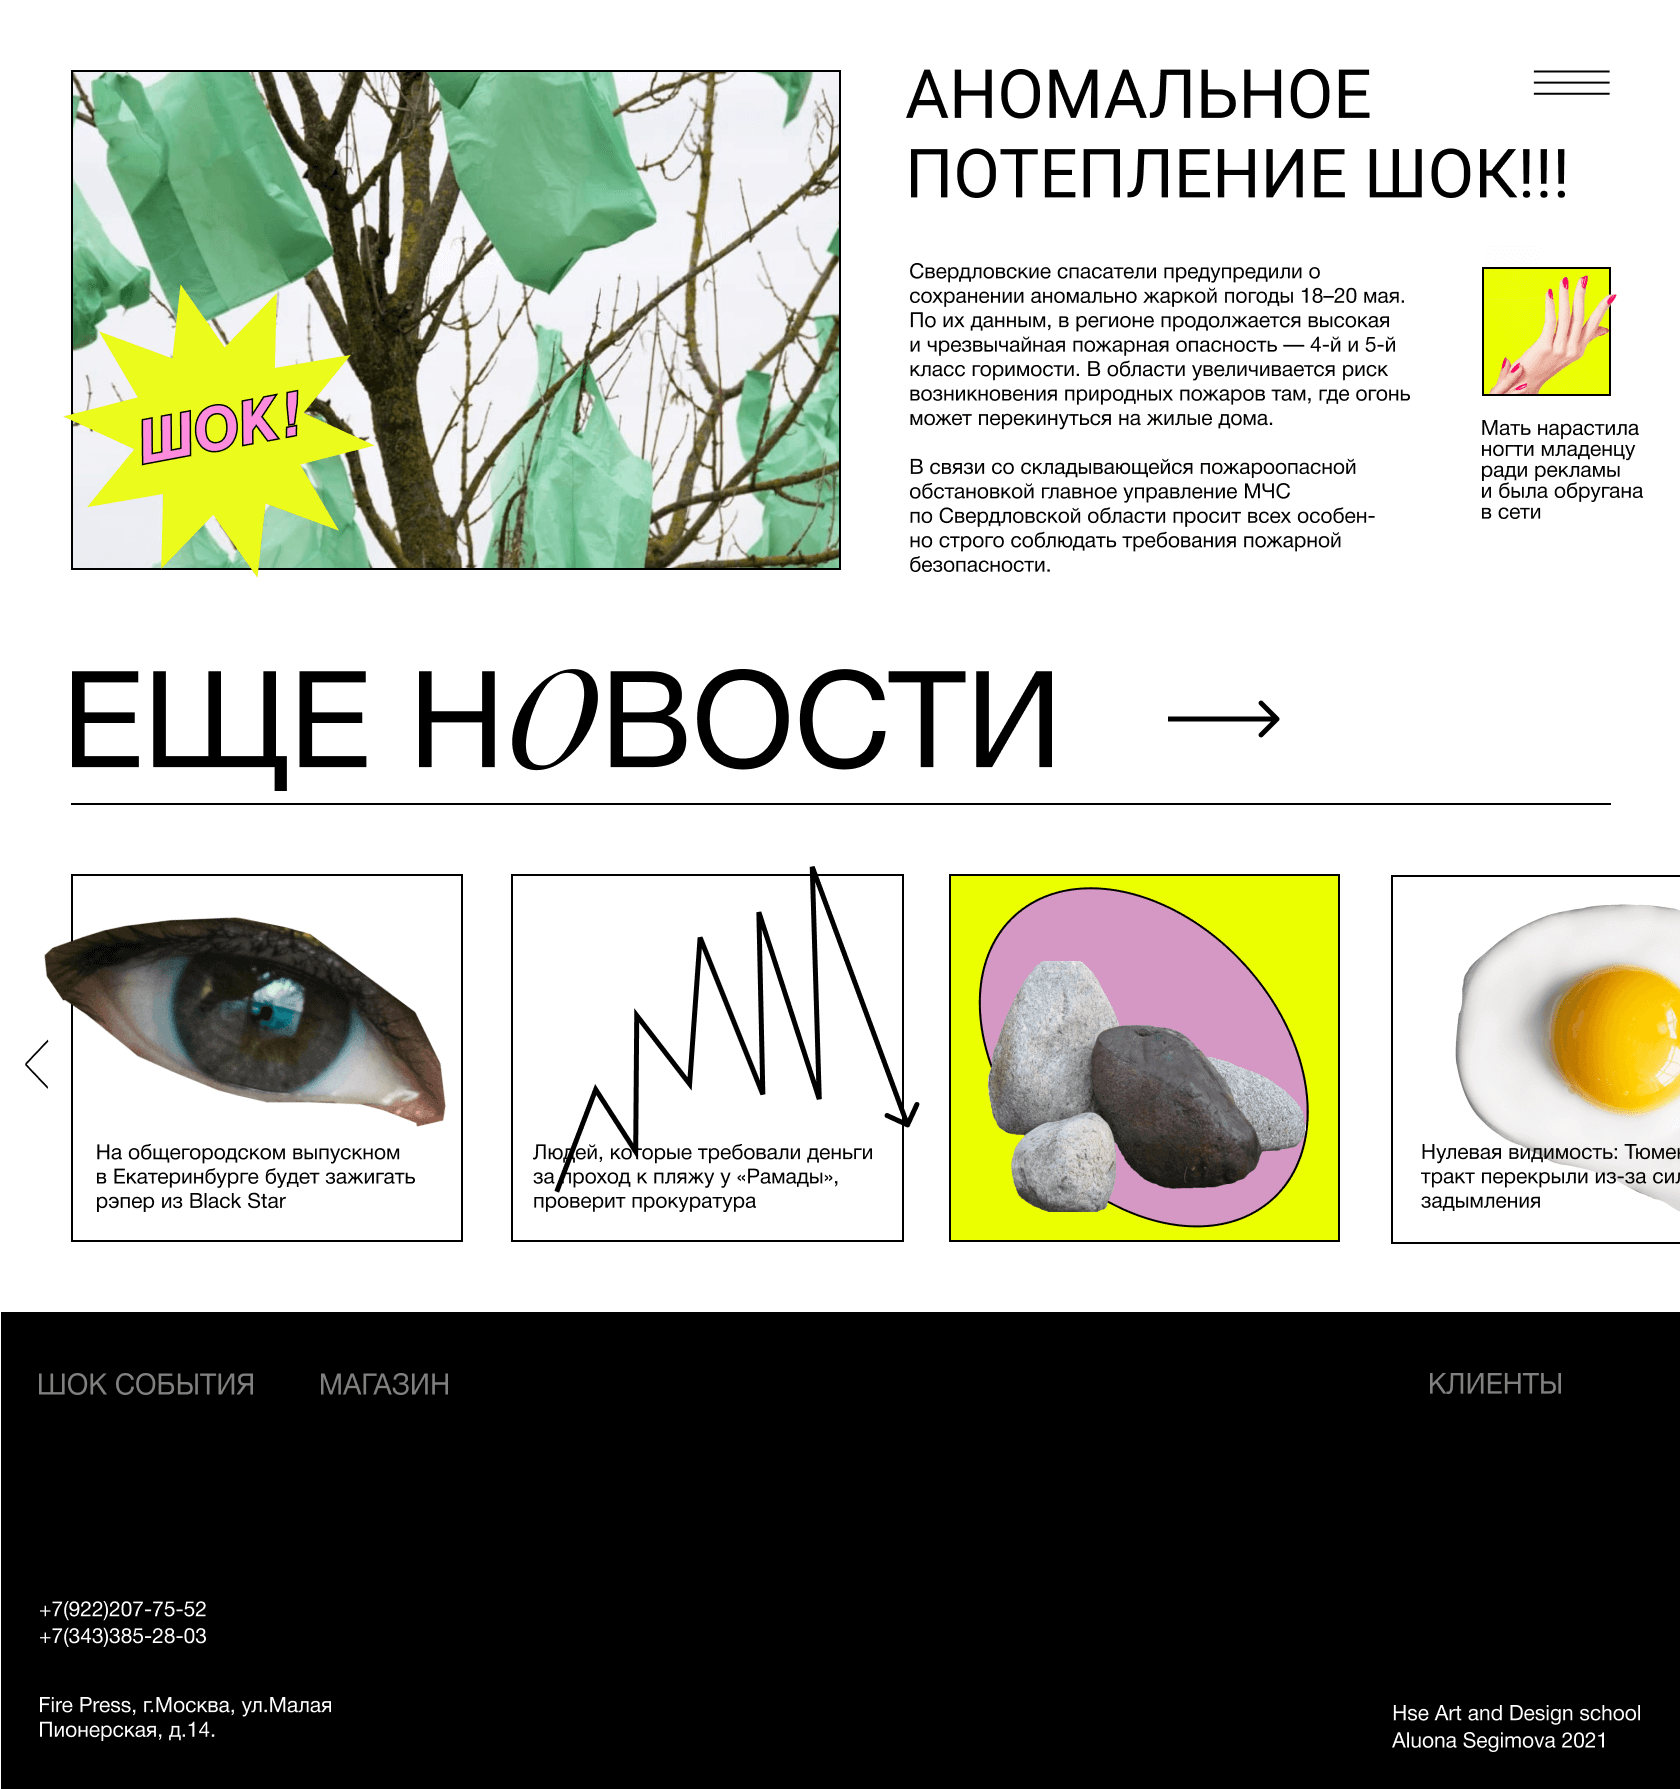 АНОМАЛЬНОЕ
ПОТЕПЛЕНИЕ ШОК!!!
ШОК!
Свердловские спасатели предупредили о
сохранении аномально жаркой погоды 18–20 мая.
По их данным, в регионе продолжается высокая
и чрезвычайная пожарная опасность — 4-й и 5-й
класс горимости. В области увеличивается риск
возникновения природных пожаров там, где огонь
может перекинуться на жилые дома.
В связи со складывающейся пожароопасной
обстановкой главное управление МЧС
по Свердловской области просит всех особен-
но строго соблюдать требования пожарной
безопасности.
Мать нарастила
ногти младенцу
ради рекламы
и была обругана
в сети
ЕЩЕ НОВОСТИ
На общегородском выпускном
в Екатеринбурге будет зажигать
рэпер из Black Star
Людей, которые требовали деньги
за проход к пляжу у «Рамады»,
проверит прокуратура
Нулевая видимость: Тюмен
тракт перекрыли из-за сил
задымления
ШОК СОБЫТИЯ
МАГАЗИН
КЛИЕНТЫ
+7(922)207-75-52
+7(343)385-28-03
Fire Press, г.Москва, ул.Малая
Пионерская, д.14.
Hse Art and Design school
Aluona Segimova 2021